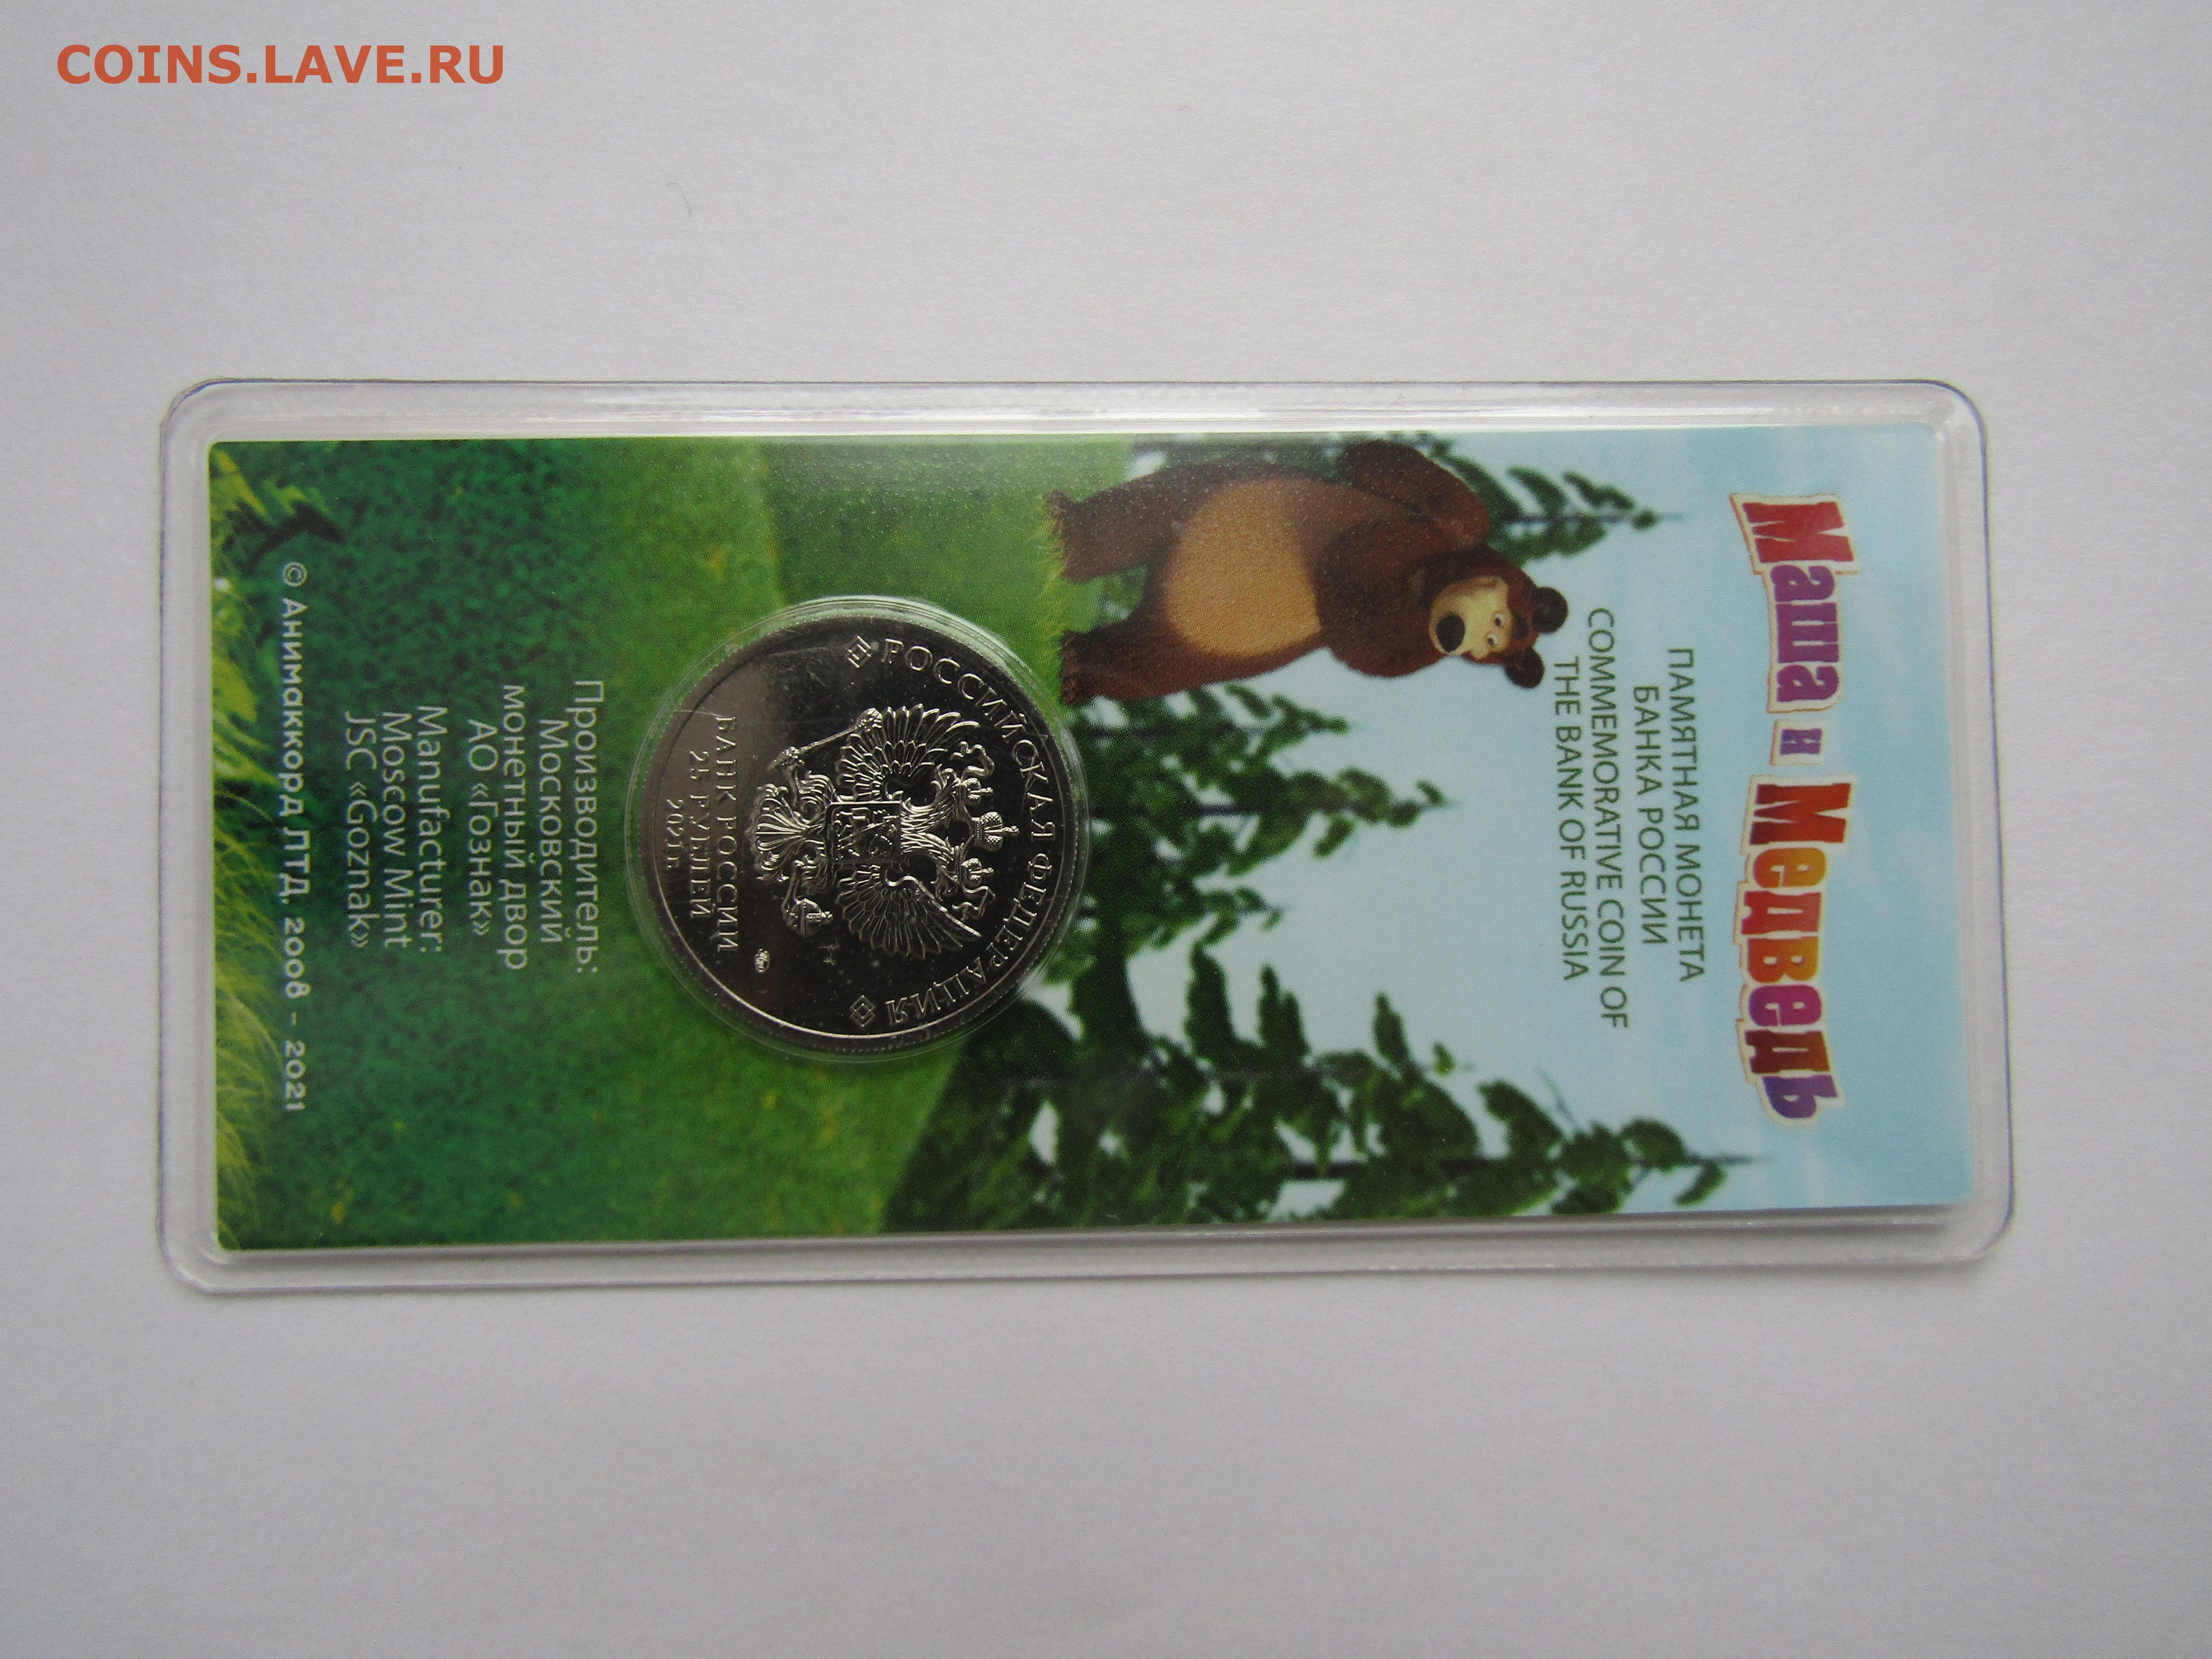 COINS.LAVE.RU
Маша и Медведь
ПАМЯТНАЯ МОНЕТА
БАНКА РОССИИ
COMMEMORATIVE COIN OF
THE BANK OF RUSSIA
РОССИЙСКАЯ ФЕДЕРАЦИЯ
БАНК РОССИИ
25 РУБЛЕЙ
2021 г.
Производитель:
Московский
монетный двор
АО «Гознак»
Manufacturer:
Moscow Mint
JSC «Goznak»
© Анимаккорд ЛТД, 2008 - 2021